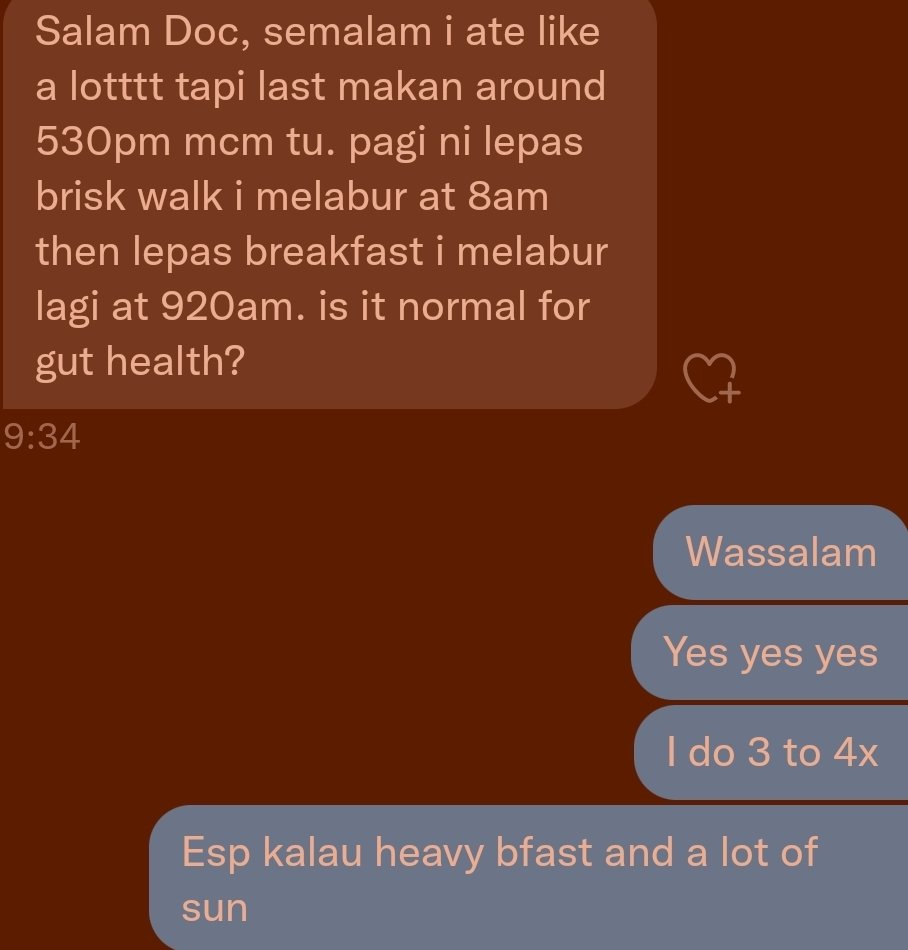 Salam Doc, semalam i ate like
a lotttt tapi last makan around
530pm mcm tu. pagi ni lepas
brisk walk i melabur at 8am
then lepas breakfast i melabur
lagi at 920am. is it normal for
gut health?
9:34
Wassalam
Yes yes yes
I do 3 to 4x
Esp kalau heavy bfast and a lot of
sun